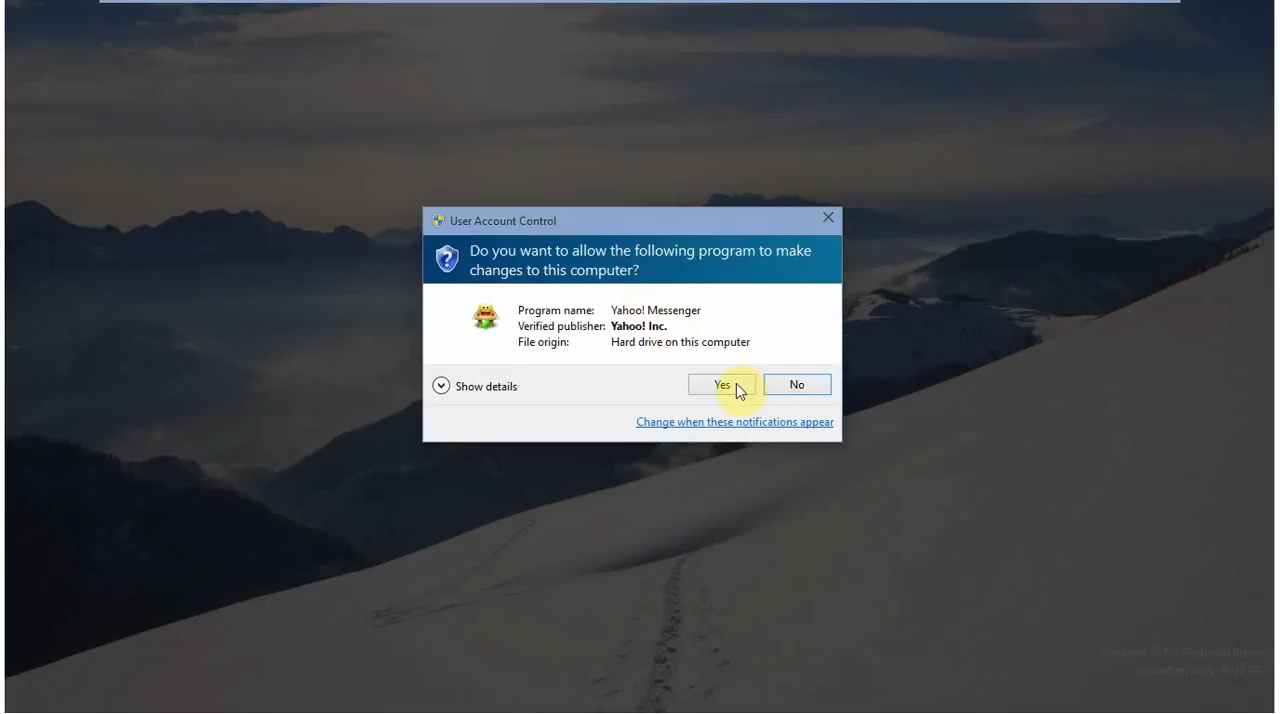 User Account Control
Do you want to allow the following program to make
changes to this computer?
Program name: Yahoo! Messenger
Verified publisher: Yahoo! Inc.
File origin: Hard drive on this computer
Show details
Yes
No
Change when these notifications appear